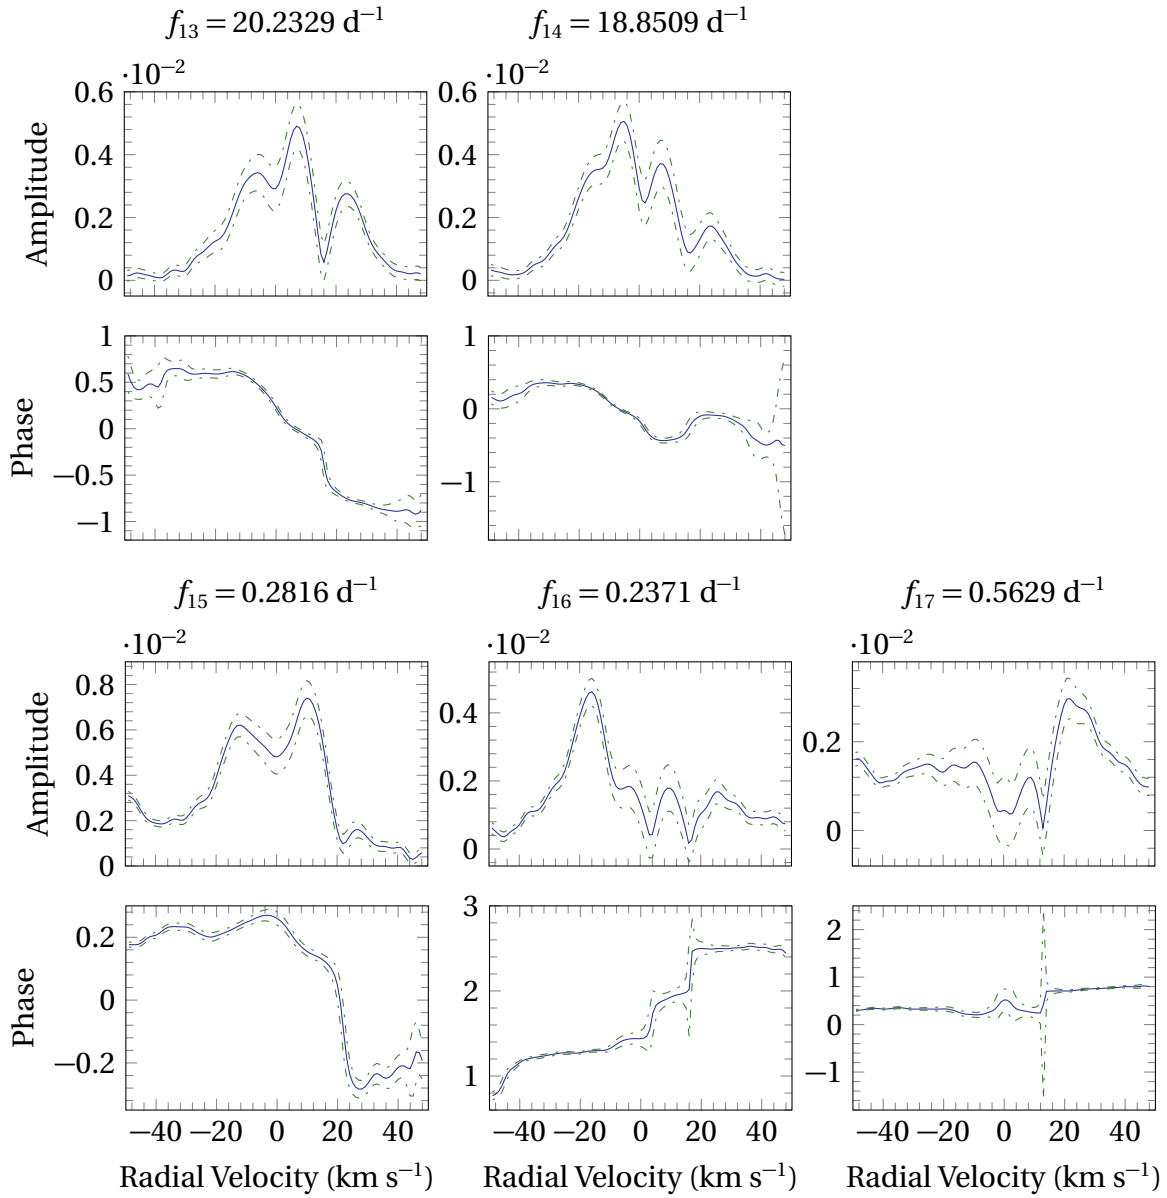 f₁₃ = 20.2329 d⁻¹ f₁₄ = 18.8509 d⁻¹
·10⁻² ·10⁻²
0.6 0.6
Amplitude
0.4 0.4
0.2 0.2
0 0
1 1
0.5
0 0
Phase
−0.5
−1 −1
f₁₅ = 0.2816 d⁻¹ f₁₆ = 0.2371 d⁻¹ f₁₇ = 0.5629 d⁻¹
·10⁻² ·10⁻² ·10⁻²
Amplitude
0.8 0.4 0.2
0.6
0.4 0.2
0.2
0 0 0
Phase
0.2 3 2
0 2 1
−0.2 1 0
−1
−40 −20 0 20 40 −40 −20 0 20 40 −40 −20 0 20 40
Radial Velocity (km s⁻¹) Radial Velocity (km s⁻¹) Radial Velocity (km s⁻¹)